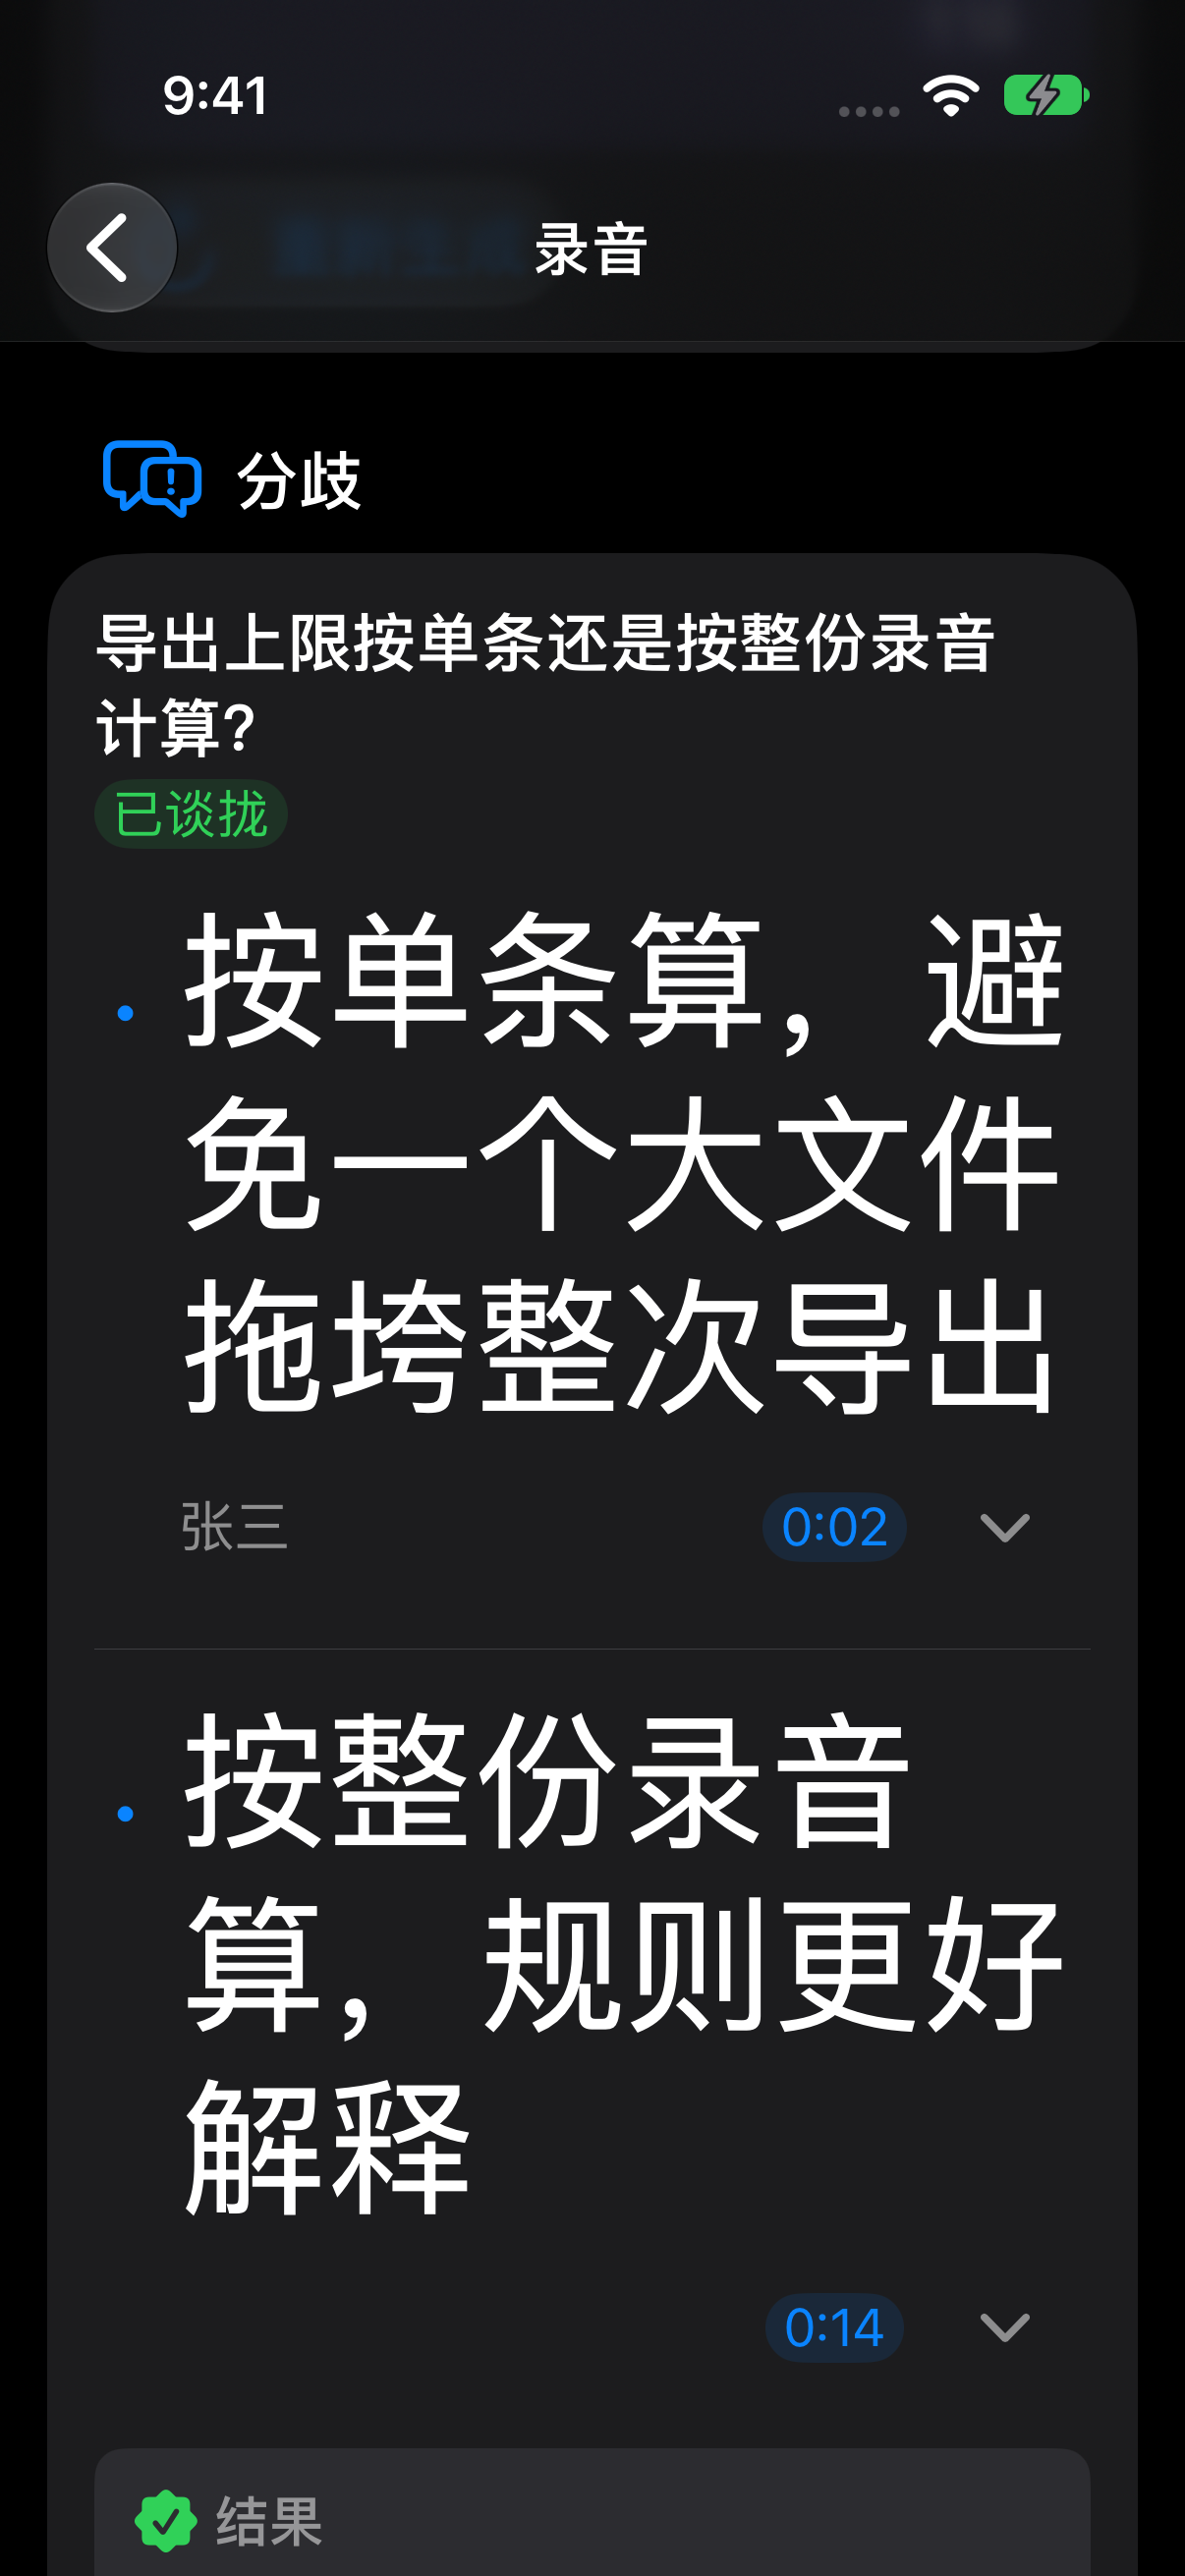 9:41
录音
分歧
导出上限按单条还是按整份录音
计算?
已谈拢
按单条算，避
免一个大文件
拖垮整次导出
张三
0:02
按整份录音
算，规则更好
解释
0:14
结果